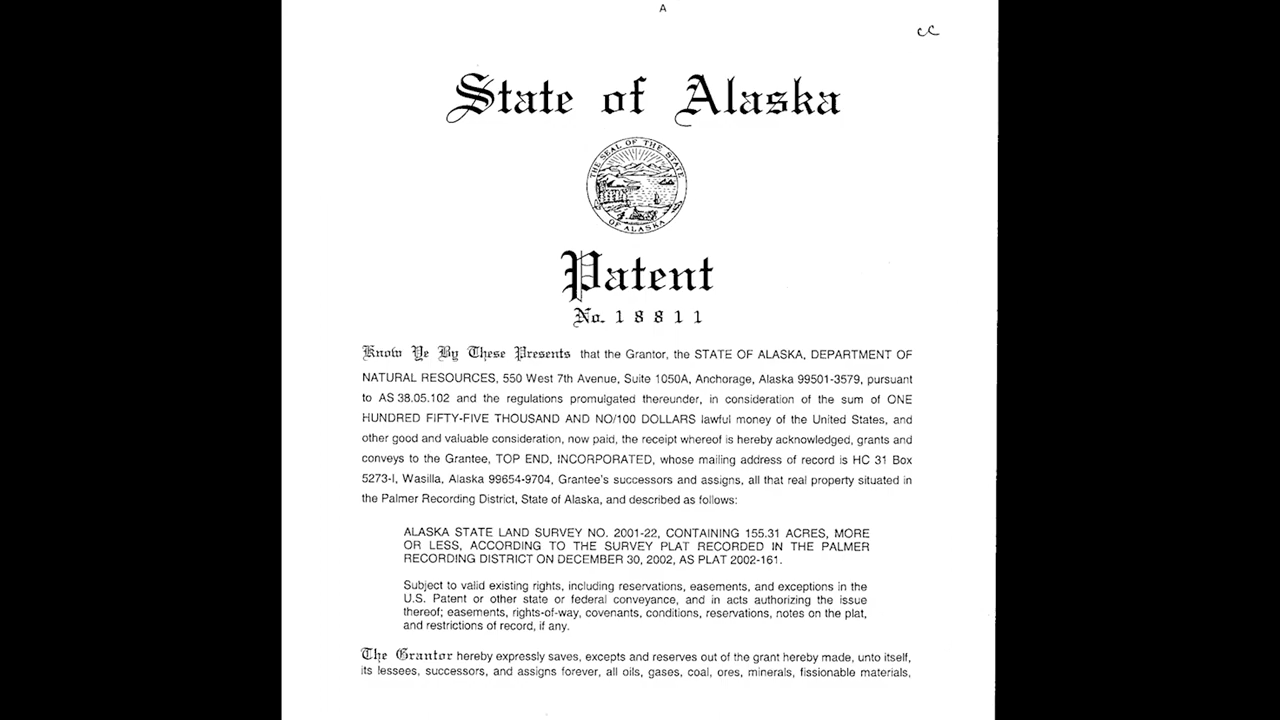 A
cc
State of Alaska
THE SEAL OF THE STATE
OF ALASKA
Patent
No. 18811
Know Ye By These Presents that the Grantor, the STATE OF ALASKA, DEPARTMENT OF
NATURAL RESOURCES, 550 West 7th Avenue, Suite 1050A, Anchorage, Alaska 99501-3579, pursuant
to AS 38.05.102 and the regulations promulgated thereunder, in consideration of the sum of ONE
HUNDRED FIFTY-FIVE THOUSAND AND NO/100 DOLLARS lawful money of the United States, and
other good and valuable consideration, now paid, the receipt whereof is hereby acknowledged, grants and
conveys to the Grantee, TOP END, INCORPORATED, whose mailing address of record is HC 31 Box
5273-I, Wasilla, Alaska 99654-9704, Grantee's successors and assigns, all that real property situated in
the Palmer Recording District, State of Alaska, and described as follows:
ALASKA STATE LAND SURVEY NO. 2001-22, CONTAINING 155.31 ACRES, MORE
OR LESS, ACCORDING TO THE SURVEY PLAT RECORDED IN THE PALMER
RECORDING DISTRICT ON DECEMBER 30, 2002, AS PLAT 2002-161.
Subject to valid existing rights, including reservations, easements, and exceptions in the
U.S. Patent or other state or federal conveyance, and in acts authorizing the issue
thereof; easements, rights-of-way, covenants, conditions, reservations, notes on the plat,
and restrictions of record, if any.
The Grantor hereby expressly saves, excepts and reserves out of the grant hereby made, unto itself,
its lessees, successors, and assigns forever, all oils, gases, coal, ores, minerals, fissionable materials,